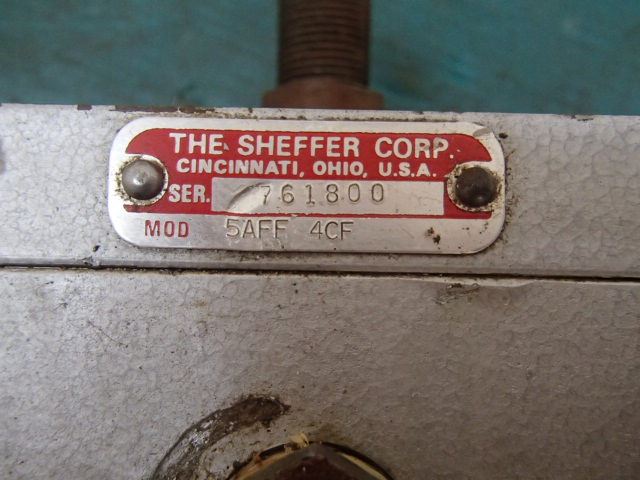 THE SHEFFER CORP.
CINCINNATI, OHIO, U.S.A.
SER. 761800
MOD 5AFF 4CF